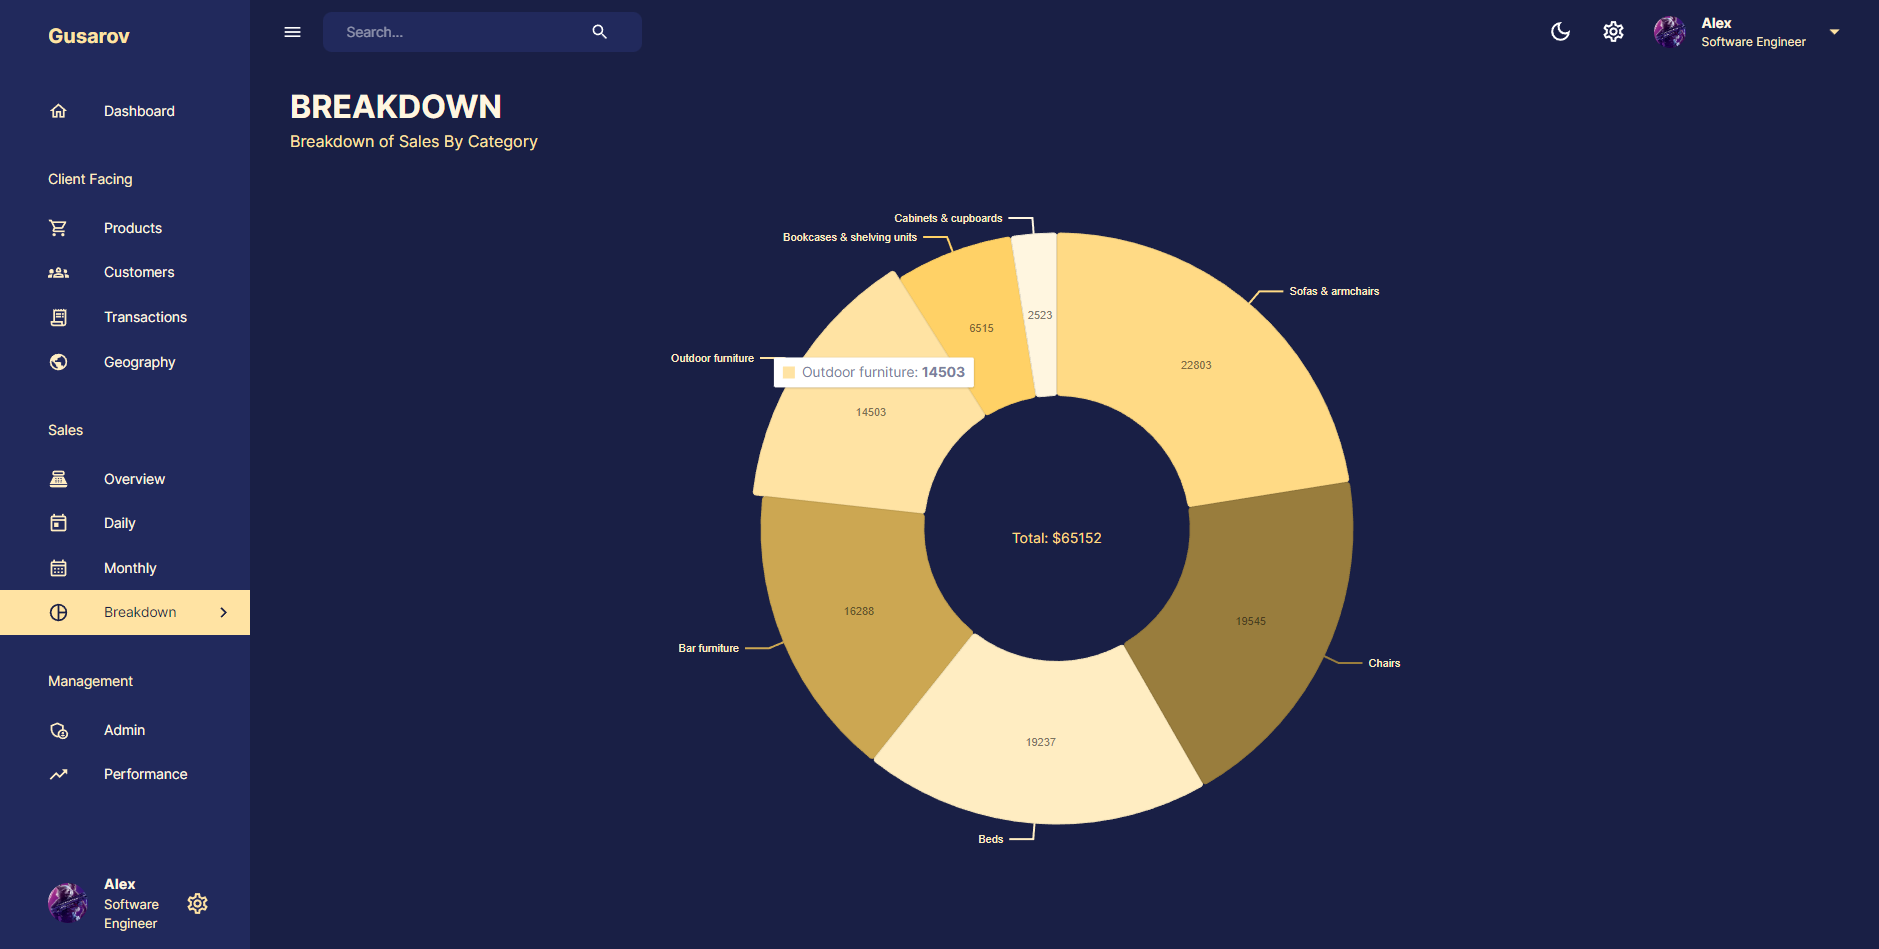 Gusarov
Dashboard
Client Facing
Products
Customers
Transactions
Geography
Sales
Overview
Daily
Monthly
Breakdown
Management
Admin
Performance
Alex
Software
Engineer
Search...
Alex
Software Engineer
BREAKDOWN
Breakdown of Sales By Category
Cabinets & cupboards
Bookcases & shelving units
Sofas & armchairs
2523
6515
22803
Outdoor furniture
Outdoor furniture: 14503
14503
Total: $65152
16288
19545
Bar furniture
Chairs
19237
Beds